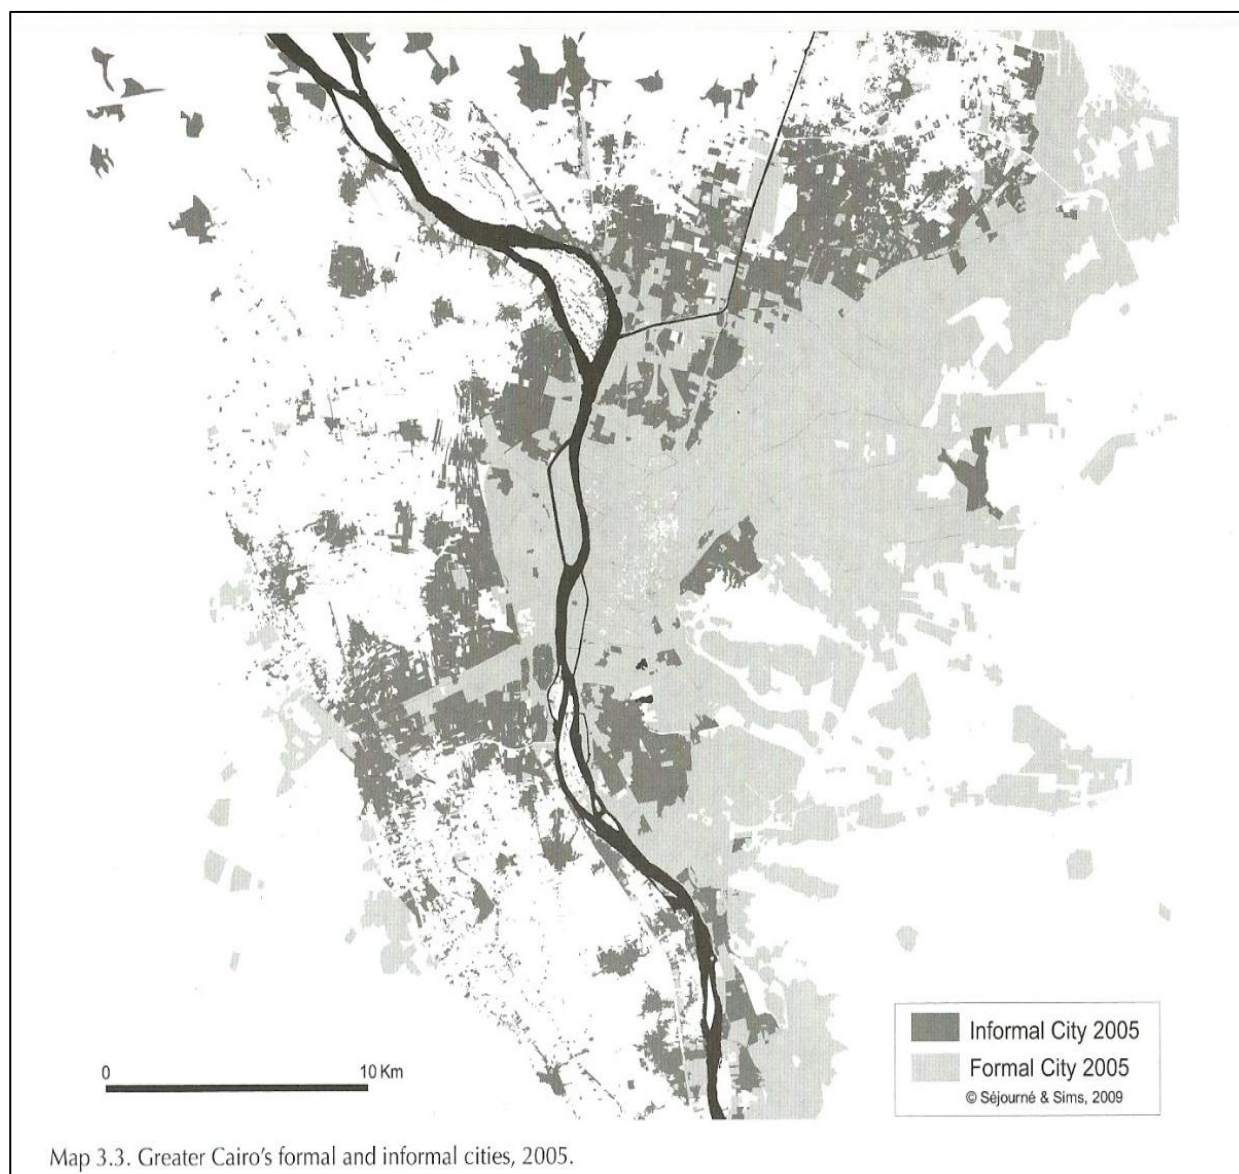 0 10 Km
Informal City 2005
Formal City 2005
© Séjourné & Sims, 2009
Map 3.3. Greater Cairo's formal and informal cities, 2005.